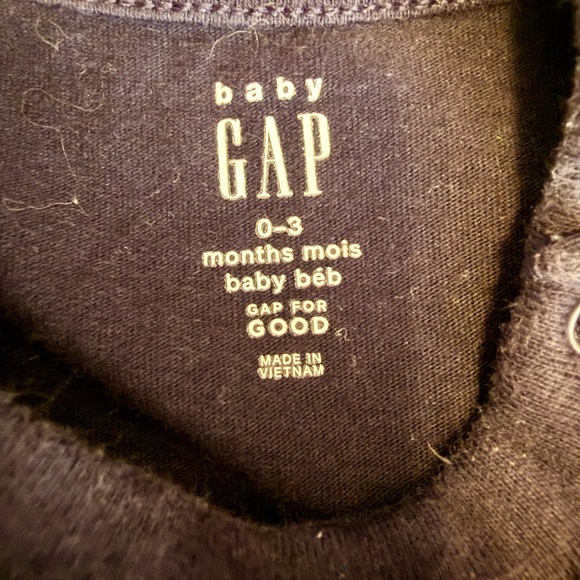 baby
GAP
0–3
months mois
baby béb
GAP FOR
GOOD
MADE IN
VIETNAM